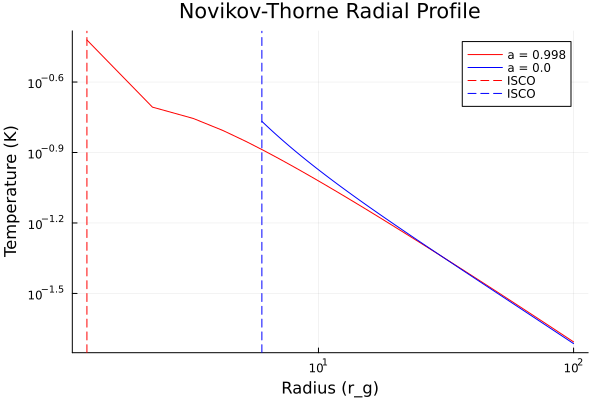 Novikov-Thorne Radial Profile
a = 0.998
a = 0.0
ISCO
ISCO
10^-0.6
10^-0.9
10^-1.2
10^-1.5
Temperature (K)
10^1
10^2
Radius (r_g)